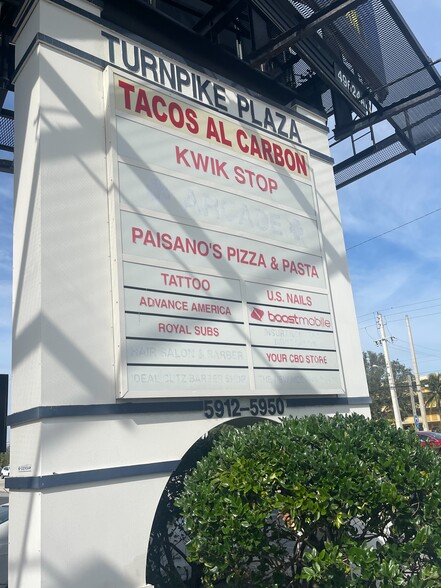 TURNPIKE PLAZA
TACOS AL CARBON
KWIK STOP
ARCADE
PAISANO'S PIZZA & PASTA
TATTOO
ADVANCE AMERICA
ROYAL SUBS
U.S. NAILS
boostmobile
YOUR CBD STORE
5912-5950